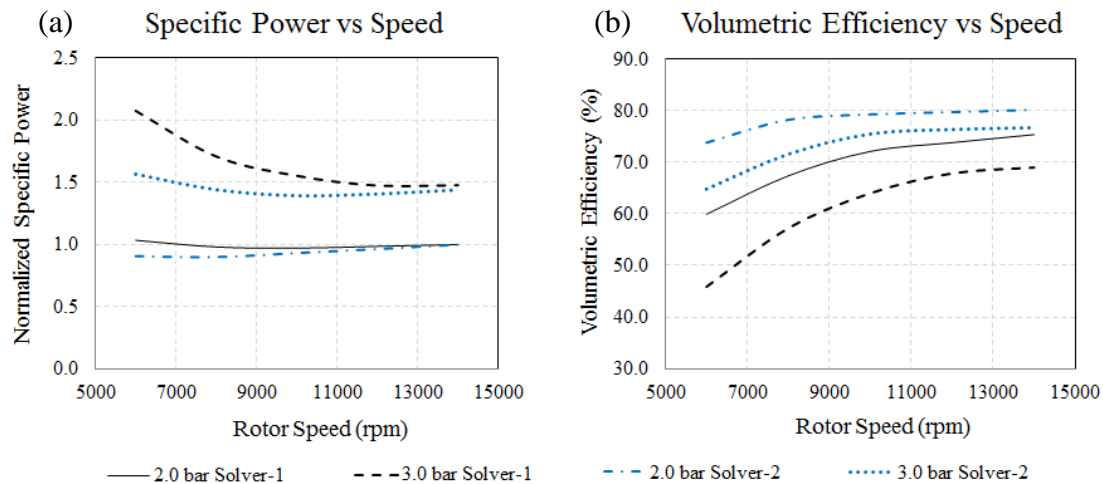 (a) Specific Power vs Speed
Normalized Specific Power
2.5
2.0
1.5
1.0
0.5
0.0
5000 7000 9000 11000 13000 15000
Rotor Speed (rpm)
(b) Volumetric Efficiency vs Speed
Volumetric Efficiency (%)
90.0
80.0
70.0
60.0
50.0
40.0
30.0
5000 7000 9000 11000 13000 15000
Rotor Speed (rpm)
2.0 bar Solver-1 3.0 bar Solver-1 2.0 bar Solver-2 3.0 bar Solver-2